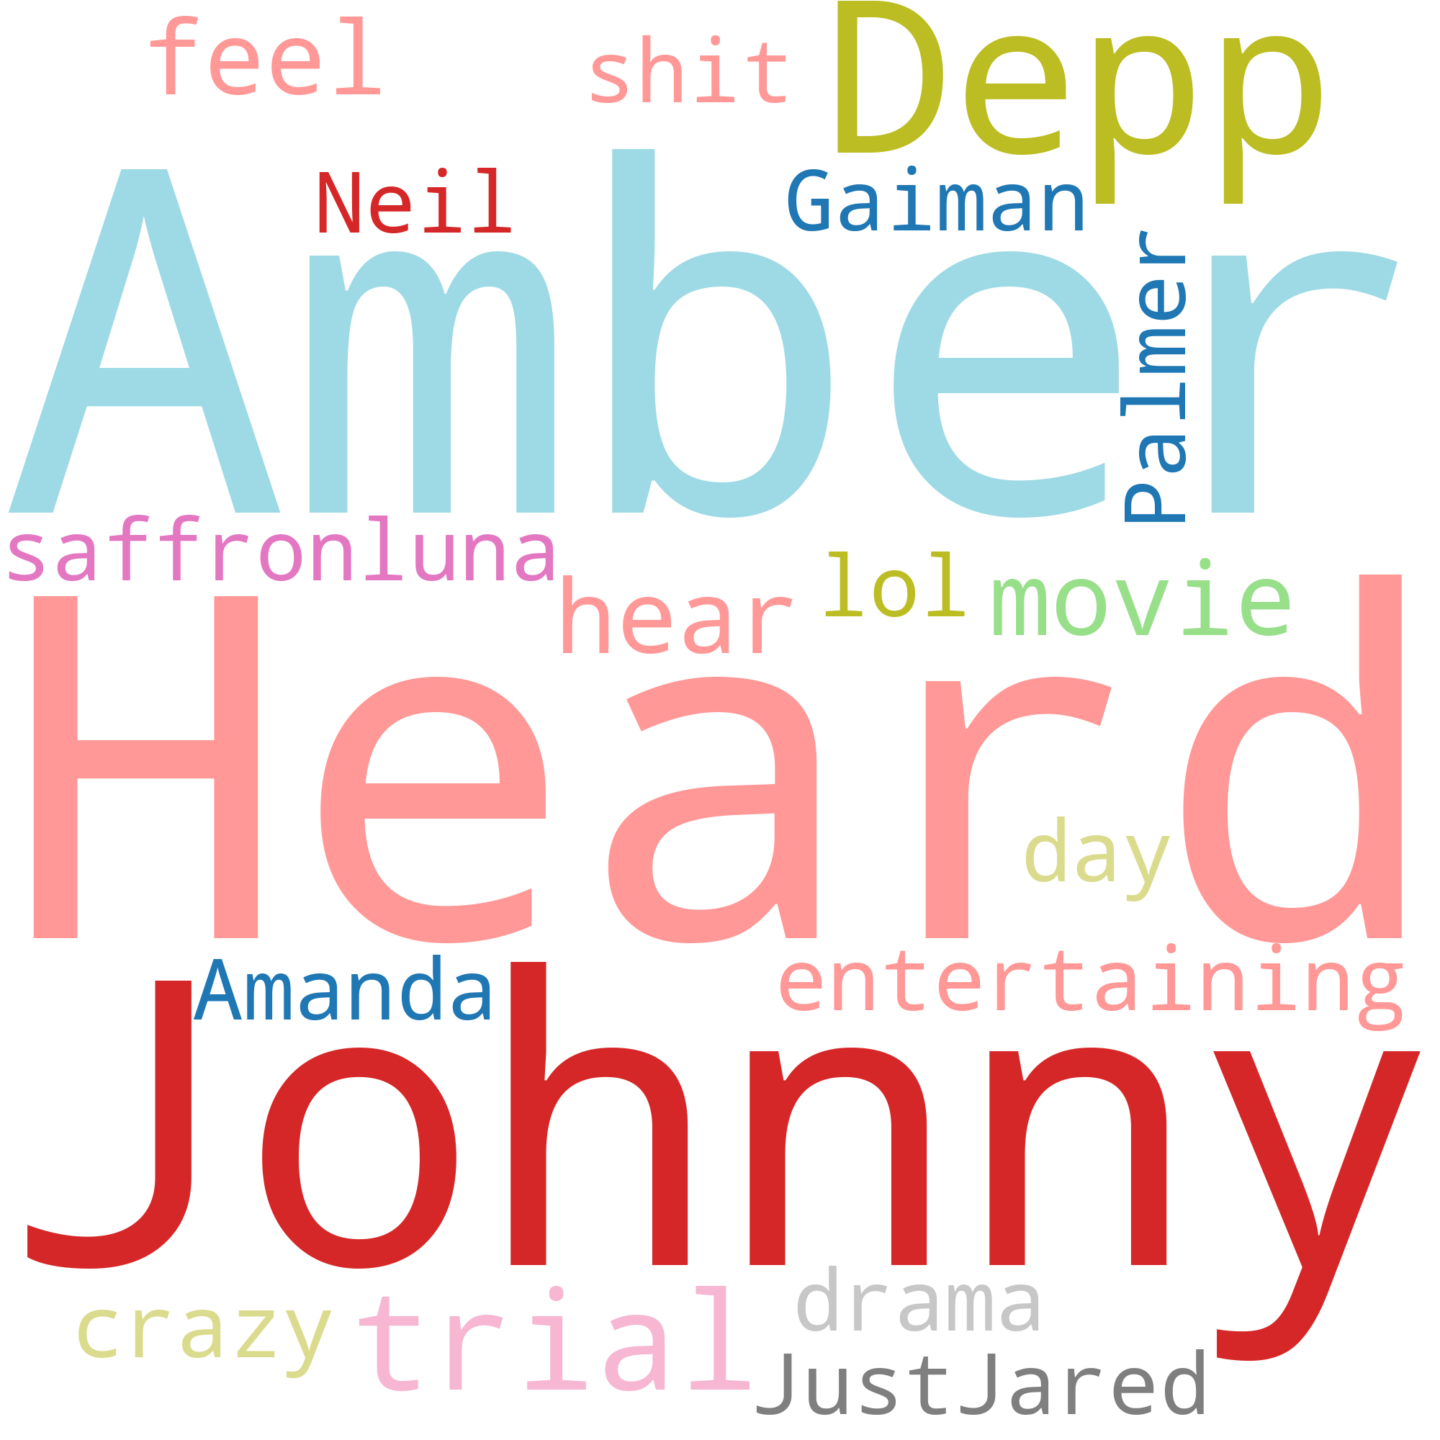 feel
shit
Depp
Neil
Gaiman
Amber
Palmer
saffronluna
hear
lol
movie
Heard
day
Amanda
entertaining
Johnny
crazy
trial
drama
JustJared